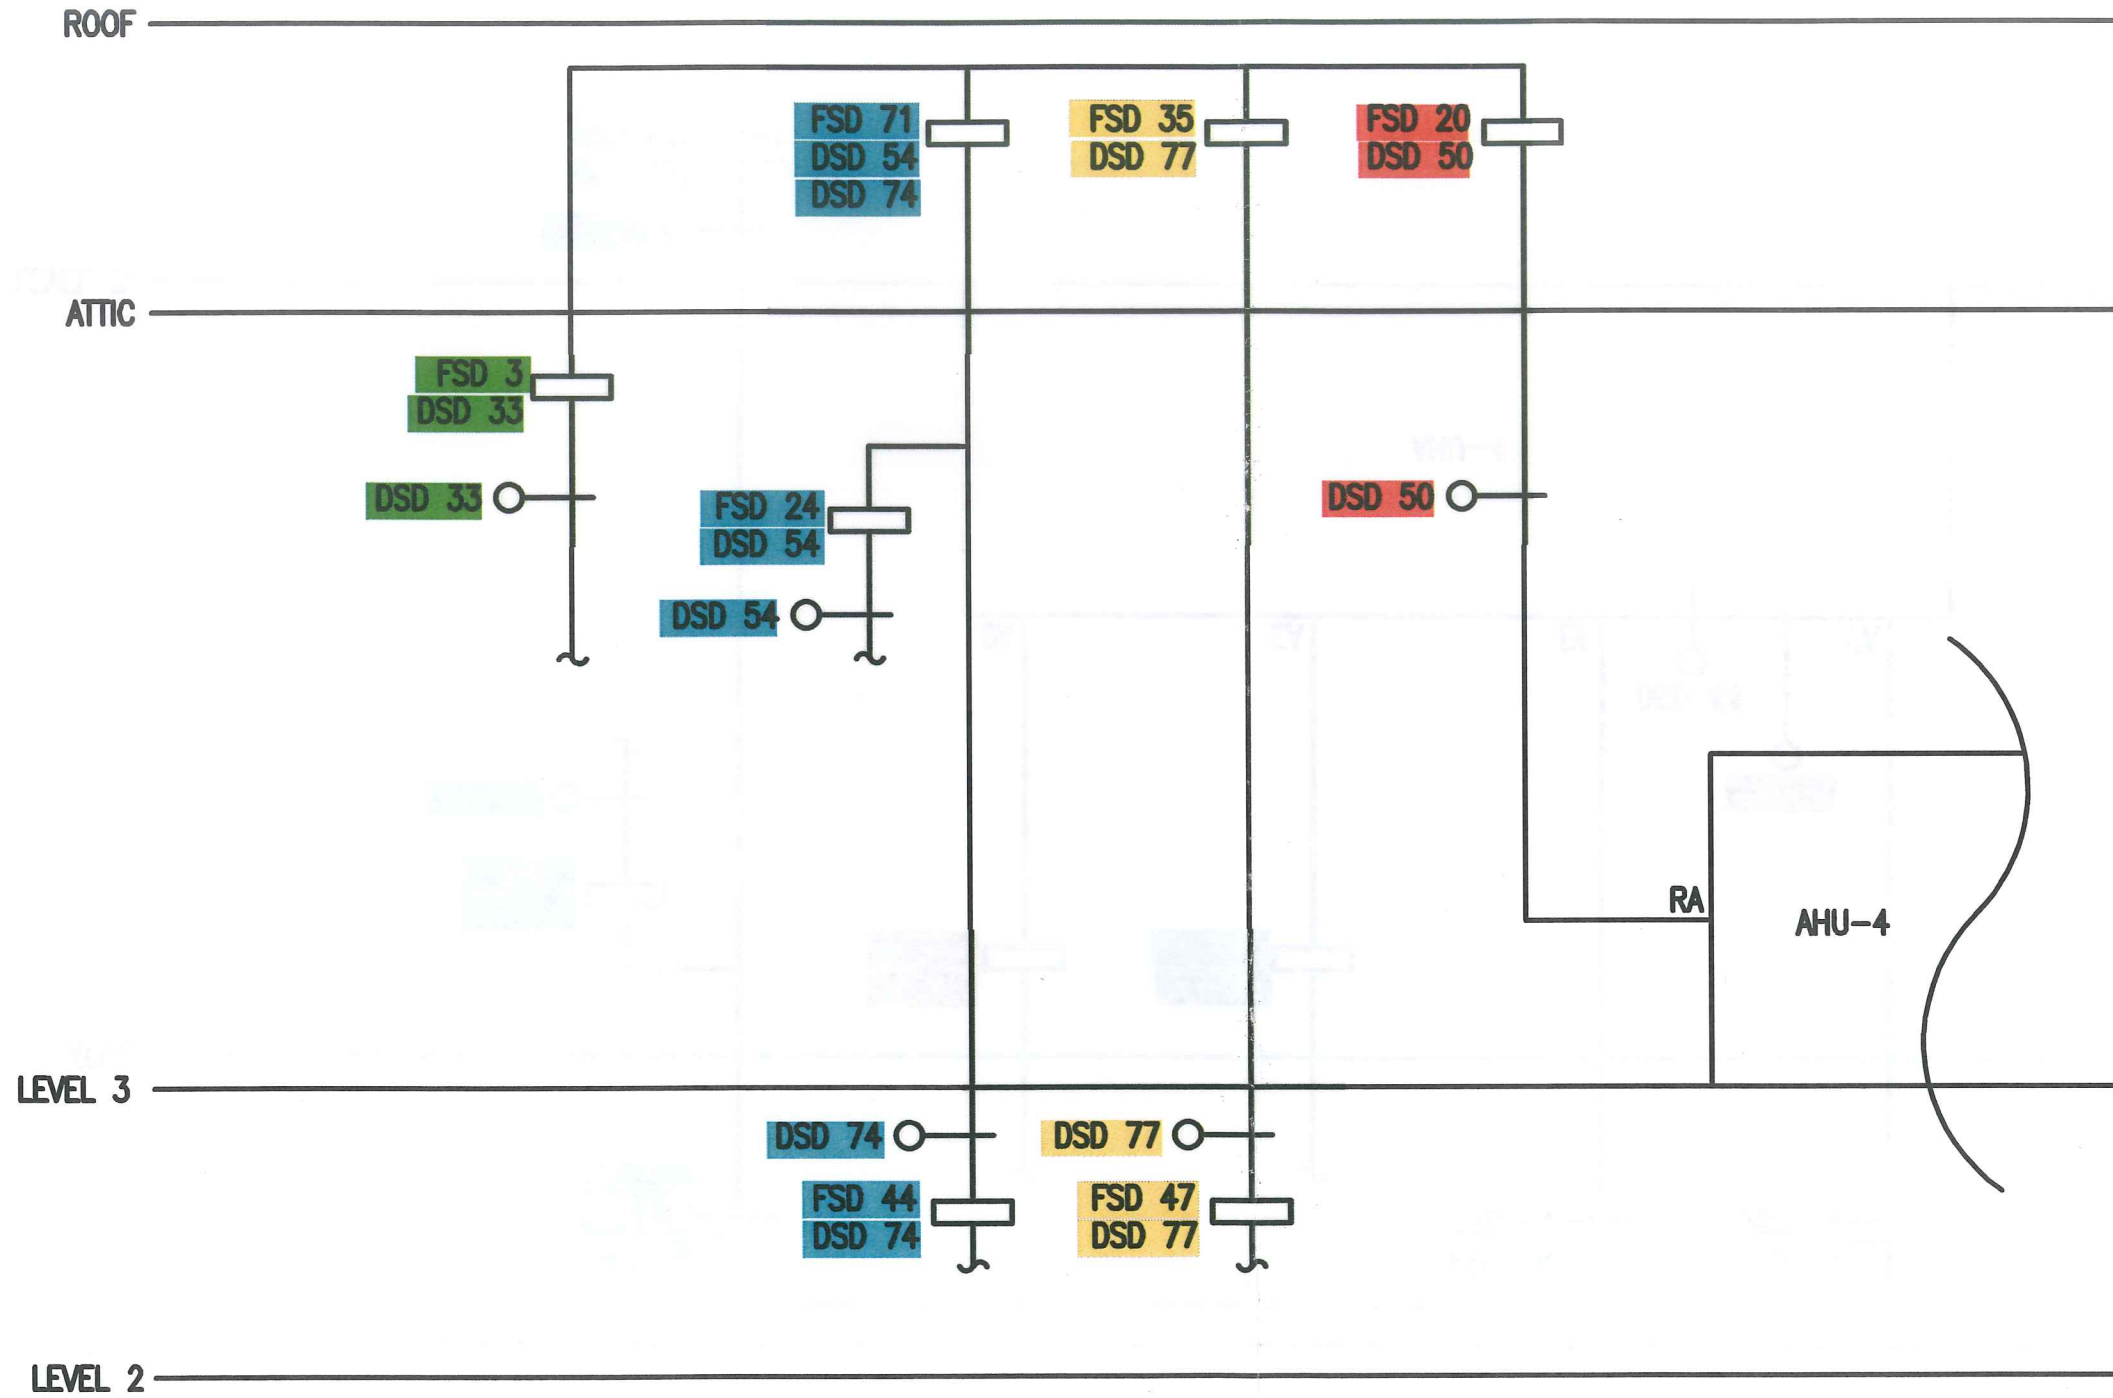 ROOF
FSD 71
DSD 54
DSD 74
FSD 35
DSD 77
FSD 20
DSD 50
ATTIC
FSD 3
DSD 33
DSD 33
FSD 24
DSD 54
DSD 54
DSD 50
RA
AHU-4
LEVEL 3
DSD 74
DSD 77
FSD 44
DSD 74
FSD 47
DSD 77
LEVEL 2